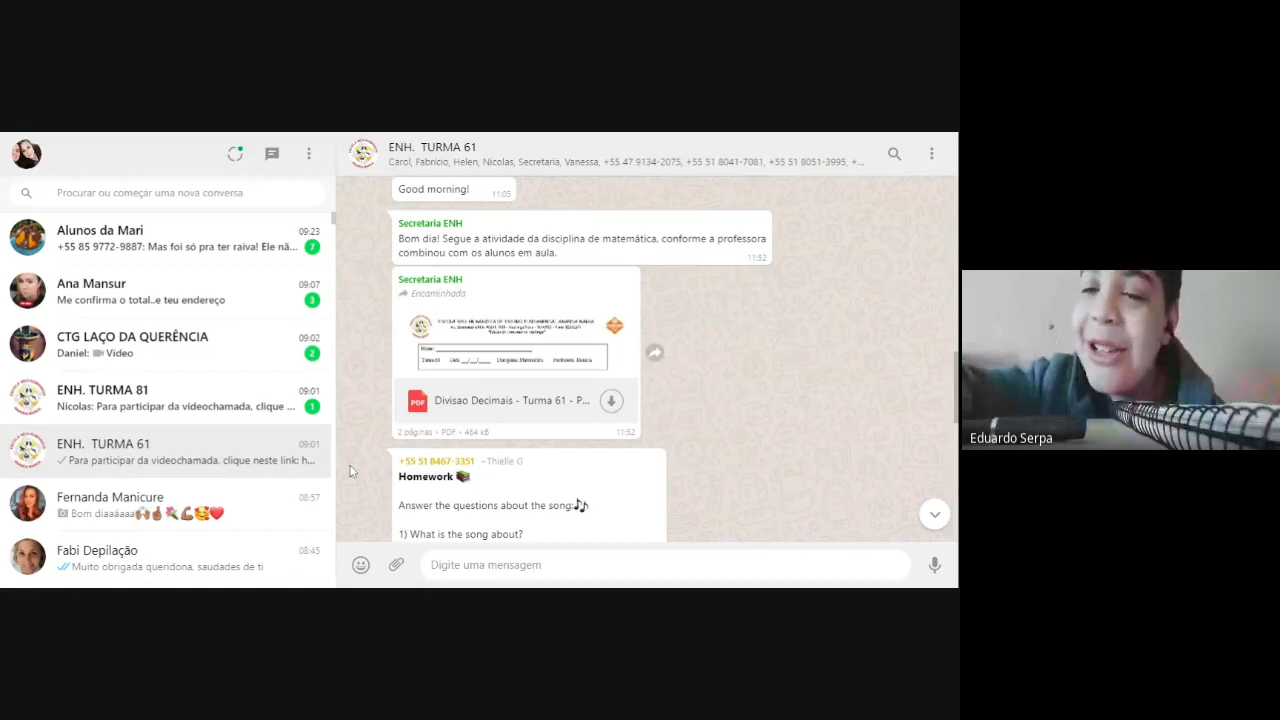 Procurar ou começar uma nova conversa
Alunos da Mari
09:23
+55 85 9772-9887: Mas foi só pra ter raiva! Ele nã...
7
Ana Mansur
09:07
Me confirma o total..e teu endereço
3
CTG LAÇO DA QUERÊNCIA
09:02
Daniel: Vídeo
2
ENH. TURMA 81
09:01
Nicolas: Para participar da videochamada, clique ...
1
ENH. TURMA 61
09:01
Para participar da videochamada, clique neste link: h...
Fernanda Manicure
08:57
Bom diaaáaaa
Fabi Depilação
08:45
Muito obrigada queridona, saudades de ti
ENH. TURMA 61
Carol, Fabrício, Helen, Nicolas, Secretaria, Vanessa, +55 47 9134-2075, +55 51 8041-7081, +55 51 8051-3995, +...
Good morning!
11:05
Secretaria ENH
Bom dia! Segue a atividade da disciplina de matemática, conforme a professora
combinou com os alunos em aula.
11:52
Secretaria ENH
Encaminhada
Nome:
PDF
Divisao Decimais - Turma 61 - P...
2 páginas • PDF • 464 kB
11:52
+55 51 8467-3351 ~Thielle G
Homework 📚
Answer the questions about the song:🎶
1) What is the song about?
Digite uma mensagem
Eduardo Serpa